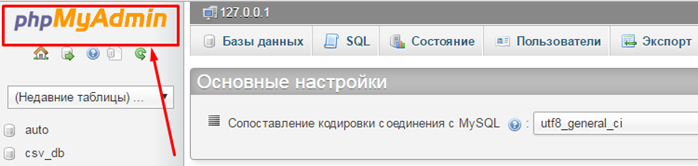 phpMyAdmin
127.0.0.1
Базы данных SQL Состояние Пользователи Экспорт
Основные настройки
(Недавние таблицы) ...
Сопоставление кодировки соединения с MySQL : utf8_general_ci
auto
csv_db